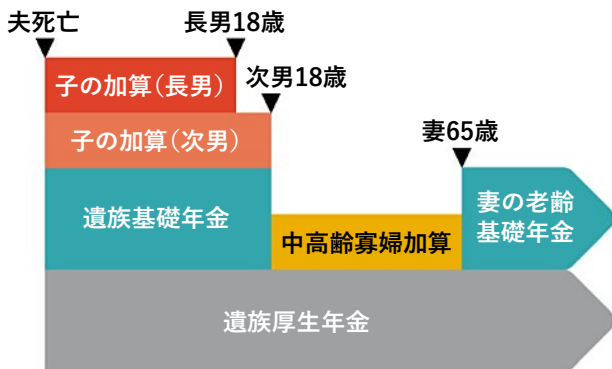 夫死亡
長男18歳
子の加算(長男)
次男18歳
子の加算(次男)
妻65歳
遺族基礎年金
中高齢寡婦加算
妻の老齢
基礎年金
遺族厚生年金